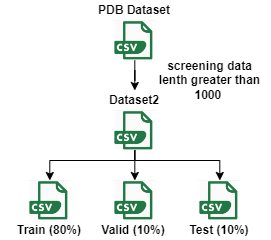 PDB Dataset
CSV
screening data
lenth greater than
1000
Dataset2
CSV
CSV
CSV
CSV
Train (80%)
Valid (10%)
Test (10%)